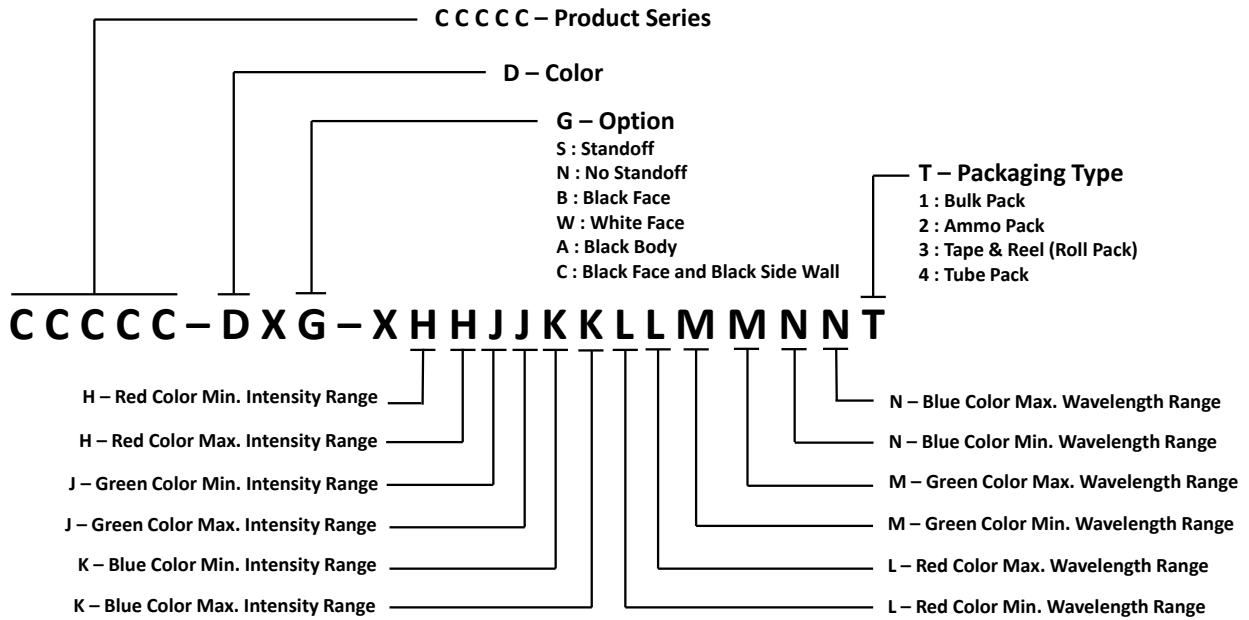 C C C C C – Product Series
D – Color
G – Option
S : Standoff
N : No Standoff
B : Black Face
W : White Face
A : Black Body
C : Black Face and Black Side Wall
T – Packaging Type
1 : Bulk Pack
2 : Ammo Pack
3 : Tape & Reel (Roll Pack)
4 : Tube Pack
C C C C C – D X G – X H H J J K K L L M M N N T
H – Red Color Min. Intensity Range
H – Red Color Max. Intensity Range
J – Green Color Min. Intensity Range
J – Green Color Max. Intensity Range
K – Blue Color Min. Intensity Range
K – Blue Color Max. Intensity Range
N – Blue Color Max. Wavelength Range
N – Blue Color Min. Wavelength Range
M – Green Color Max. Wavelength Range
M – Green Color Min. Wavelength Range
L – Red Color Max. Wavelength Range
L – Red Color Min. Wavelength Range